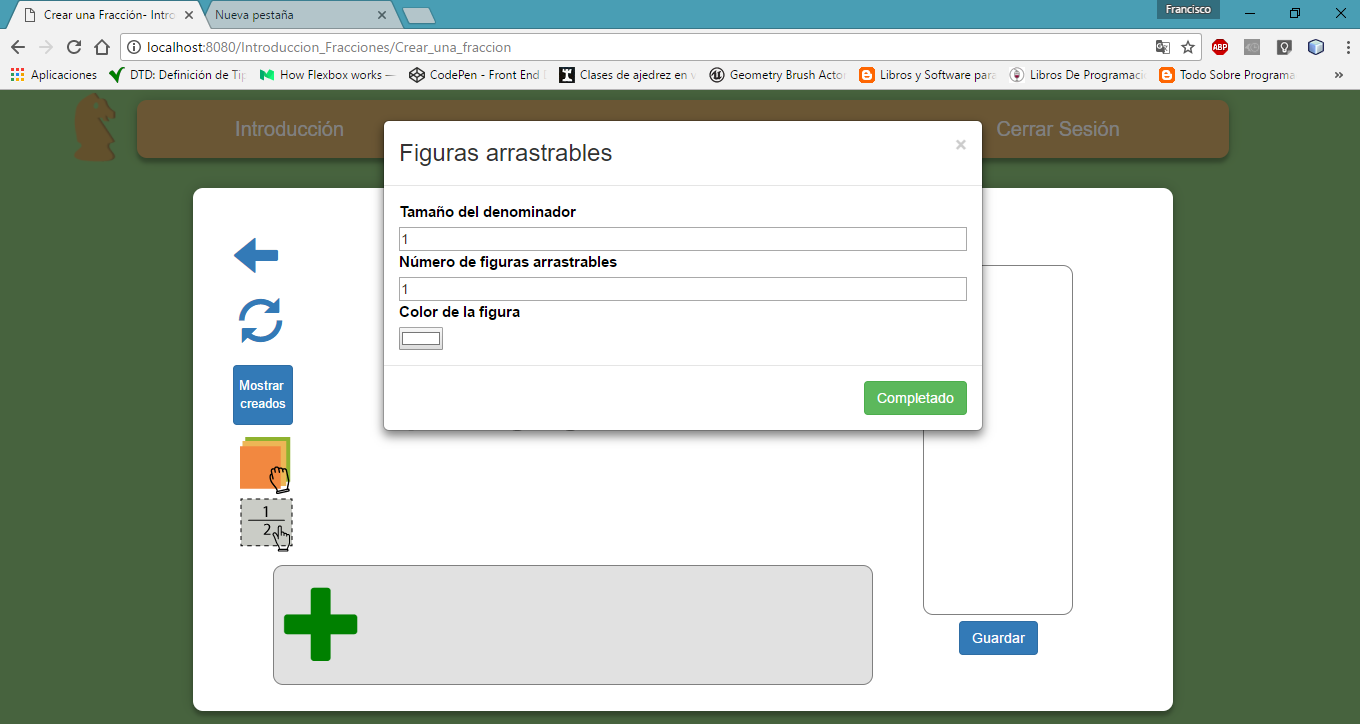 Francisco
Crear una Fracción- Intro
Nueva pestaña
localhost:8080/Introduccion_Fracciones/Crear_una_fraccion
ABP
Aplicaciones
DTD: Definición de Tip
How Flexbox works —
CodePen - Front End
Clases de ajedrez en v
Geometry Brush Actor
Libros y Software para
Libros De Programació
Todo Sobre Programa
»
Introducción
Cerrar Sesión
Figuras arrastrables
×
Tamaño del denominador
1
Número de figuras arrastrables
1
Color de la figura
Completado
Mostrar
creados
1
2
Guardar